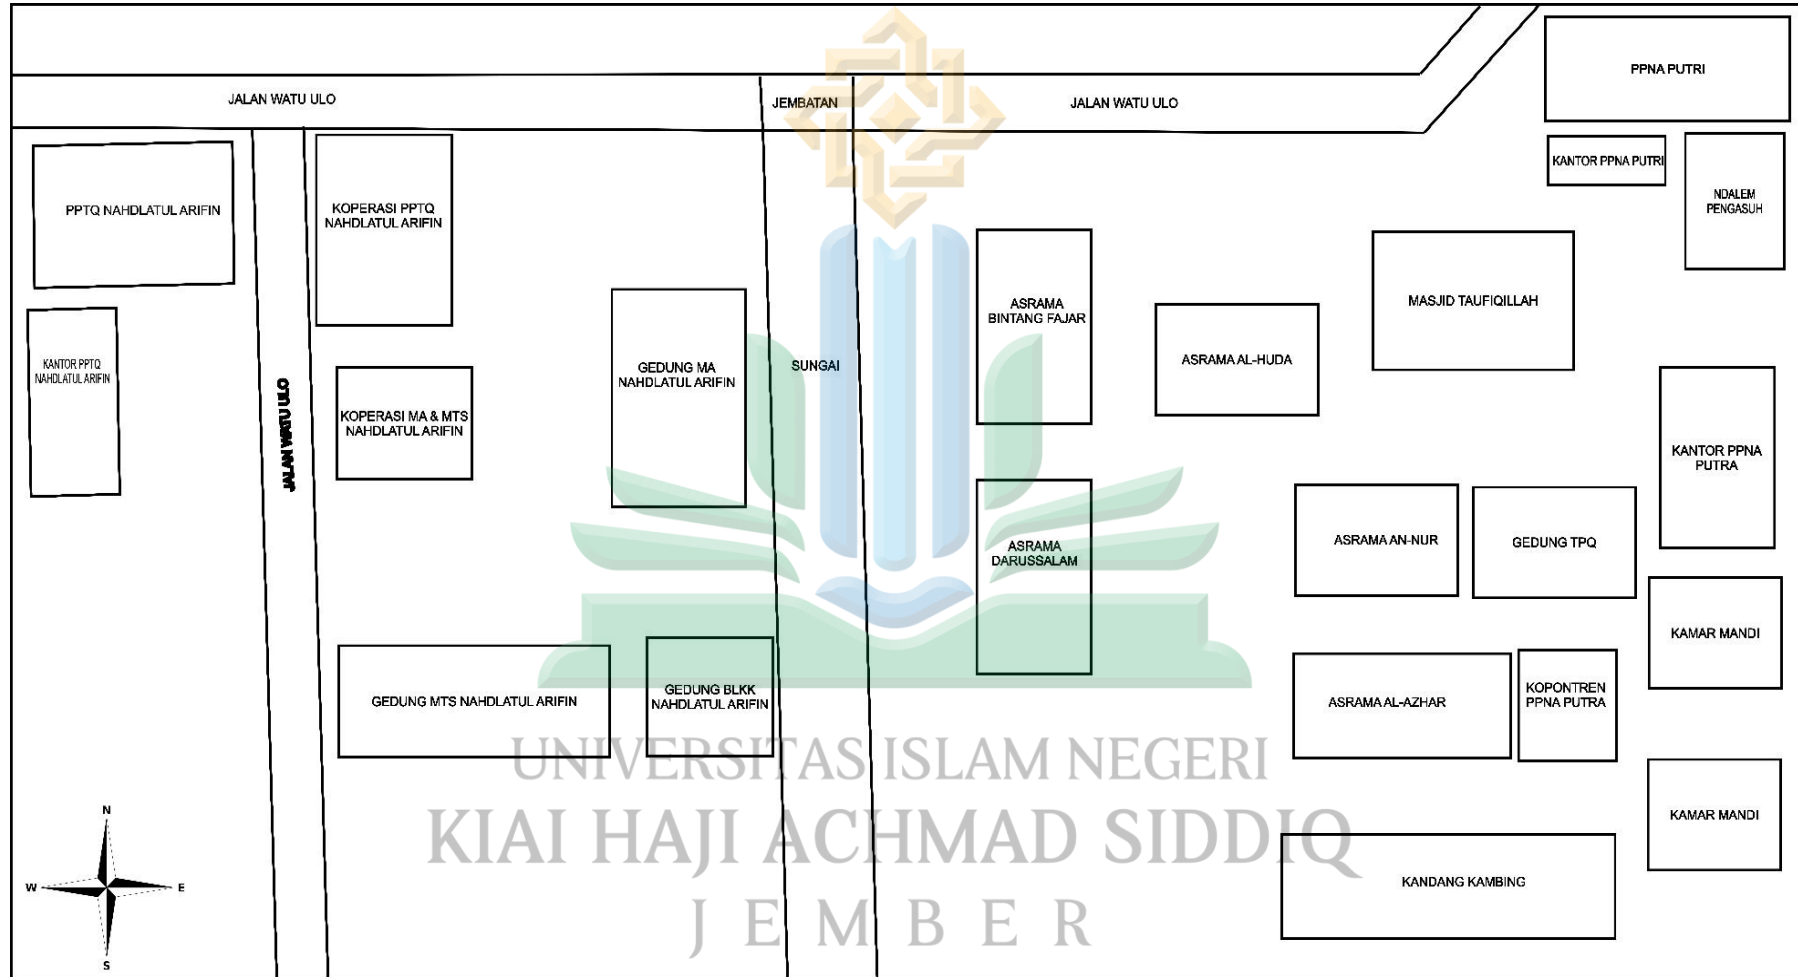 PPNA PUTRI
JALAN WATU ULO
JEMBATAN
JALAN WATU ULO
KANTOR PPNA PUTRI
NDALEM
PENGASUH
PPTQ NAHDLATUL ARIFIN
KOPERASI PPTQ
NAHDLATUL ARIFIN
ASRAMA
BINTANG FAJAR
MASJID TAUFIQILLAH
KANTOR PPTQ
NAHDLATUL ARIFIN
GEDUNG MA
NAHDLATUL ARIFIN
SUNGAI
ASRAMA AL-HUDA
JALAN WATU ULO
KOPERASI MA & MTS
NAHDLATUL ARIFIN
KANTOR PPNA
PUTRA
ASRAMA
DARUSSALAM
ASRAMA AN-NUR
GEDUNG TPQ
KAMAR MANDI
GEDUNG MTS NAHDLATUL ARIFIN
GEDUNG BLKK
NAHDLATUL ARIFIN
ASRAMA AL-AZHAR
KOPONTREN
PPNA PUTRA
UNIVERSITAS ISLAM NEGERI
KIAI HAJI ACHMAD SIDDIQ
JEMBER
KAMAR MANDI
KANDANG KAMBING
N
W
E
S